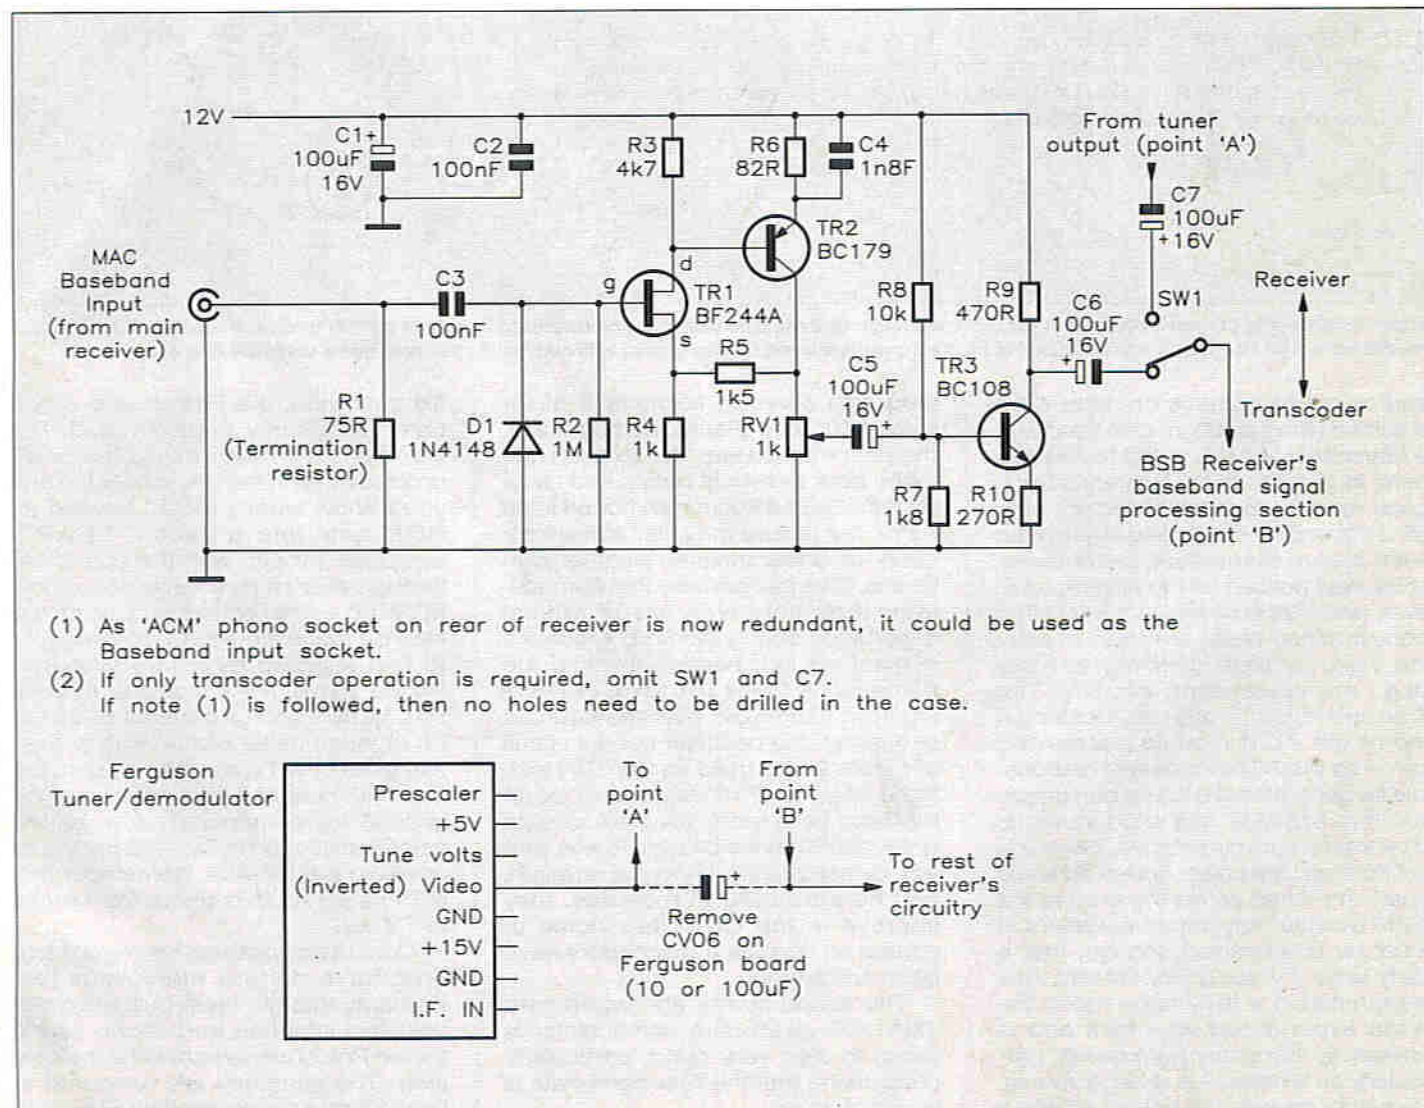 12V
C1 +
100uF
16V
C2
100nF
R3
4k7
R6
82R
C4
1n8F
From tuner
output (point 'A')
C7
100uF
+ 16V
TR2
BC179
MAC
Baseband
Input
(from main
receiver)
C3
100nF
g
d
s
TR1
BF244A
R8
10k
R9
470R
C6
100uF
16V
+
SW1
Receiver
R5
1k5
C5
100uF
16V
+
TR3
BC108
Transcoder
R1
75R
(Termination
resistor)
D1
1N4148
R2
1M
R4
1k
RV1
1k
R7
1k8
R10
270R
BSB Receiver's
baseband signal
processing section
(point 'B')
(1) As 'ACM' phono socket on rear of receiver is now redundant, it could be used as the
Baseband input socket.
(2) If only transcoder operation is required, omit SW1 and C7.
If note (1) is followed, then no holes need to be drilled in the case.
Ferguson
Tuner/demodulator
Prescaler
+5V
Tune volts
(Inverted) Video
GND
+15V
GND
I.F. IN
To
point
'A'
From
point
'B'
+
Remove
CV06 on
Ferguson board
(10 or 100uF)
To rest of
receiver's
circuitry